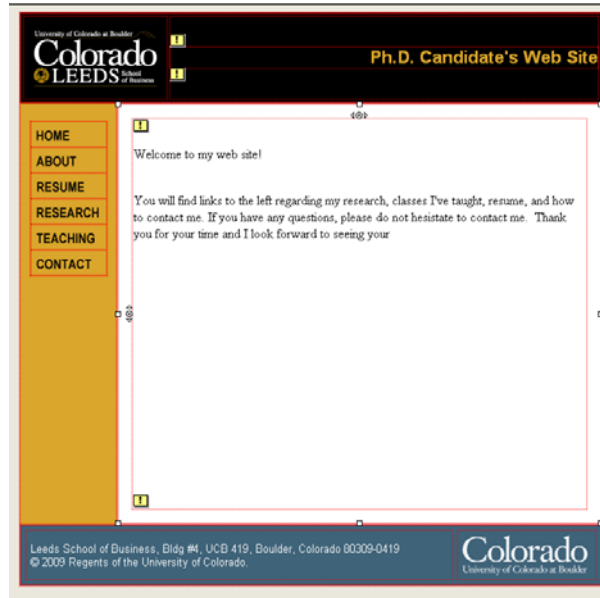 University of Colorado at Boulder
Colorado
LEEDS School of Business
Ph.D. Candidate's Web Site
HOME
ABOUT
RESUME
RESEARCH
TEACHING
CONTACT
Welcome to my web site!
You will find links to the left regarding my research, classes I've taught, resume, and how
to contact me. If you have any questions, please do not hesistate to contact me.  Thank
you for your time and I look forward to seeing your
Leeds School of Business, Bldg #4, UCB 419, Boulder, Colorado 80309-0419
© 2009 Regents of the University of Colorado.
Colorado
University of Colorado at Boulder